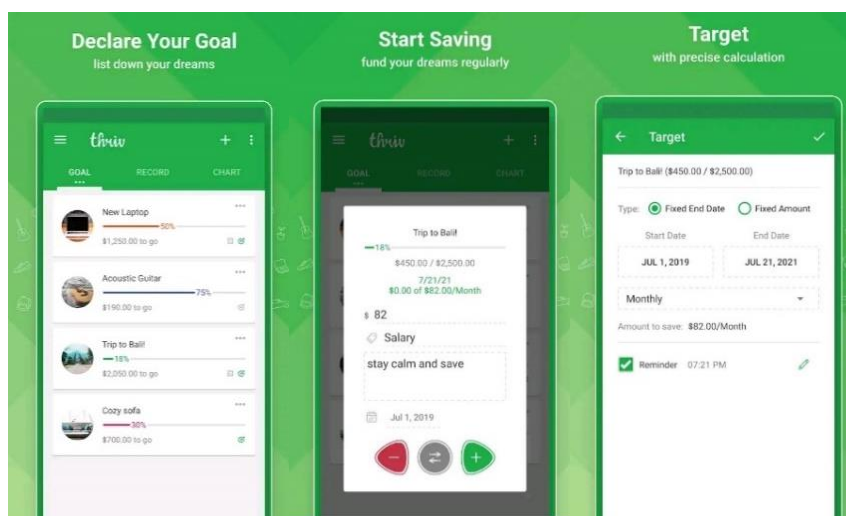 Declare Your Goal
list down your dreams
thriv
GOAL RECORD CHART
New Laptop
50%
$1,250.00 to go
Acoustic Guitar
75%
$190.00 to go
Trip to Bali!
18%
$2,050.00 to go
Cozy sofa
30%
$700.00 to go
Start Saving
fund your dreams regularly
thriv
GOAL RECORD CHART
Trip to Bali!
18%
$450.00 / $2,500.00
7/21/21
$0.00 of $82.00/Month
$ 82
Salary
stay calm and save
Jul 1, 2019
Target
with precise calculation
Target
Trip to Bali! ($450.00 / $2,500.00)
Type: Fixed End Date Fixed Amount
Start Date End Date
JUL 1, 2019 JUL 21, 2021
Monthly
Amount to save: $82.00/Month
Reminder 07:21 PM